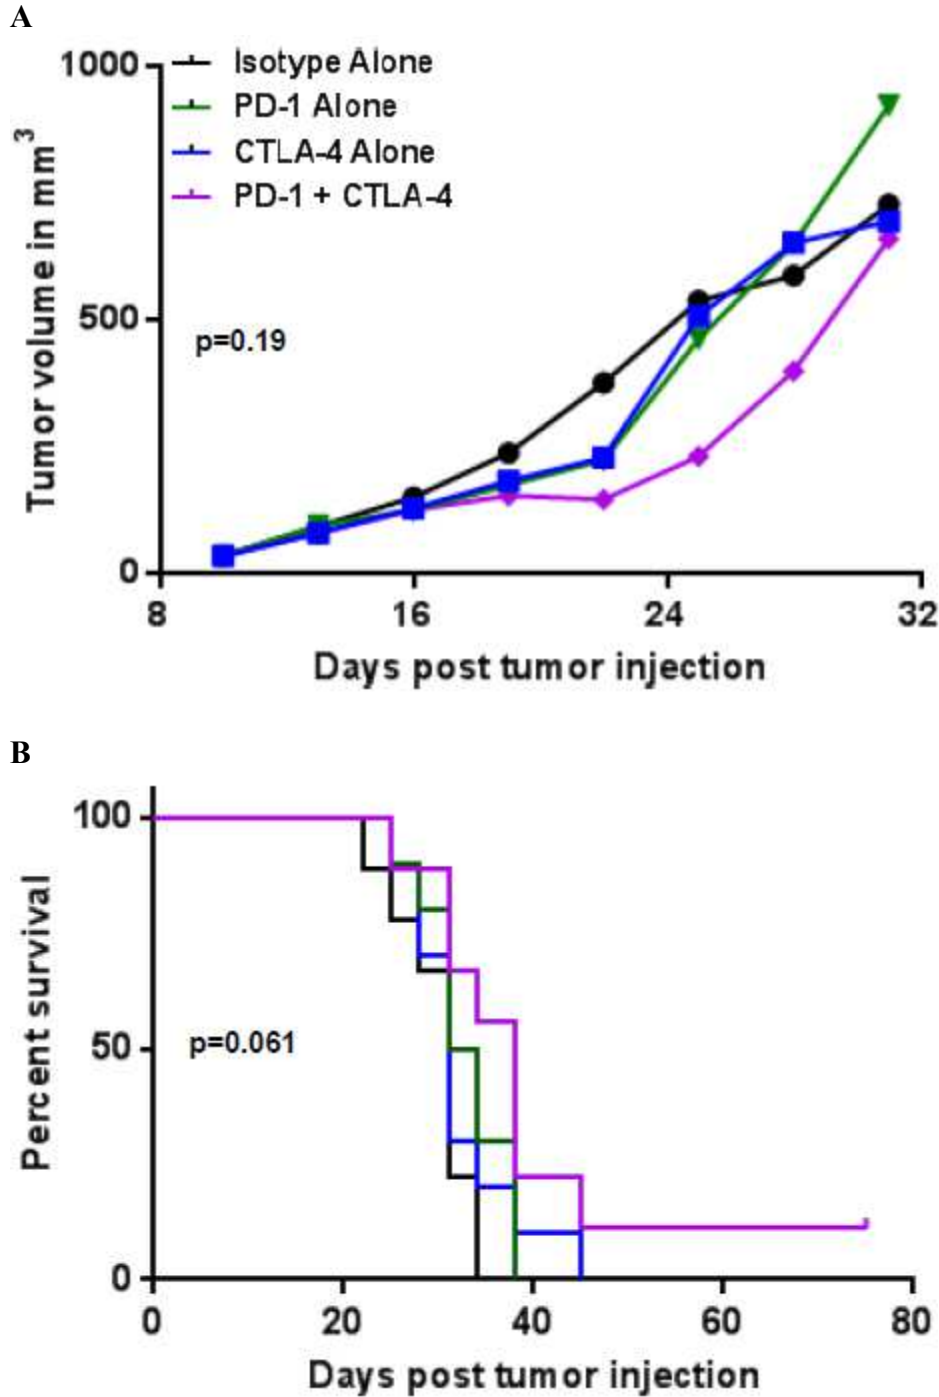 A
1000
Isotype Alone
PD-1 Alone
CTLA-4 Alone
PD-1 + CTLA-4
Tumor volume in mm³
500
p=0.19
0
8 16 24 32
Days post tumor injection
B
100
Percent survival
50
p=0.061
0
0 20 40 60 80
Days post tumor injection